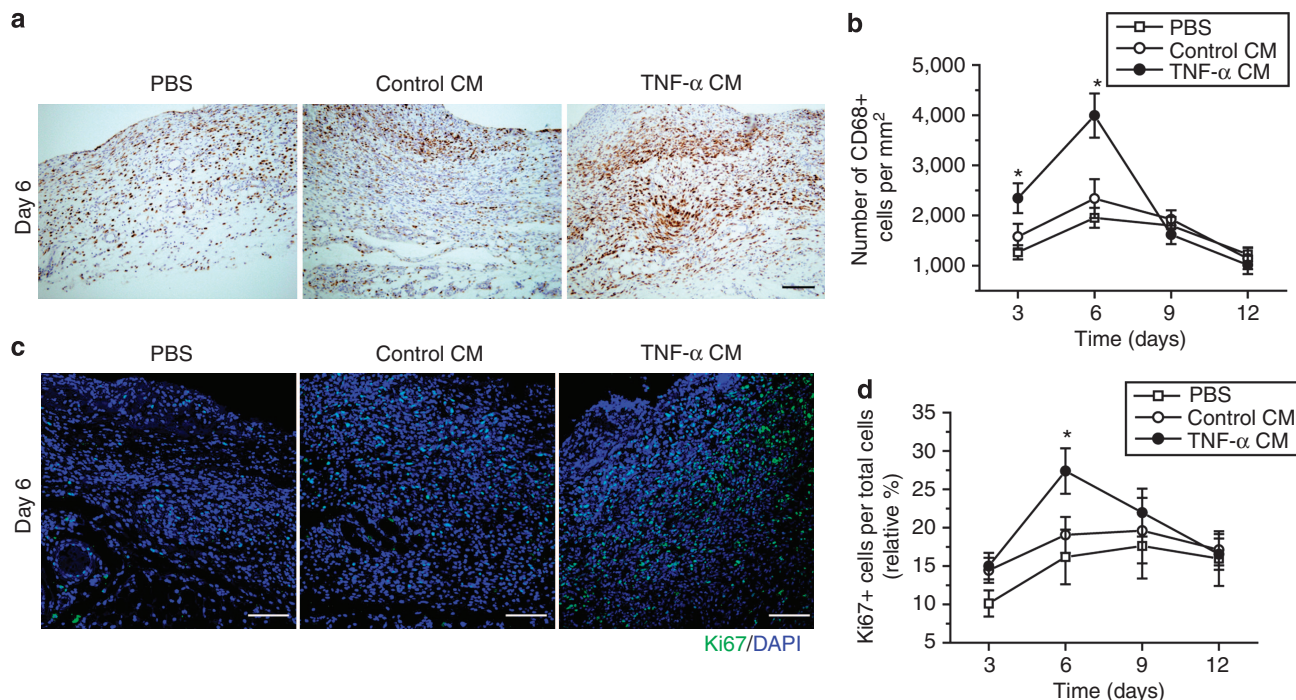 a
PBS
Control CM
TNF-α CM
Day 6
b
PBS
Control CM
TNF-α CM
Number of CD68+
cells per mm²
5,000
4,000
3,000
2,000
1,000
*
*
3 6 9 12
Time (days)
c
PBS
Control CM
TNF-α CM
Day 6
Ki67/DAPI
d
PBS
Control CM
TNF-α CM
Ki67+ cells per total cells
(relative %)
35
30
25
20
15
10
5
*
3 6 9 12
Time (days)